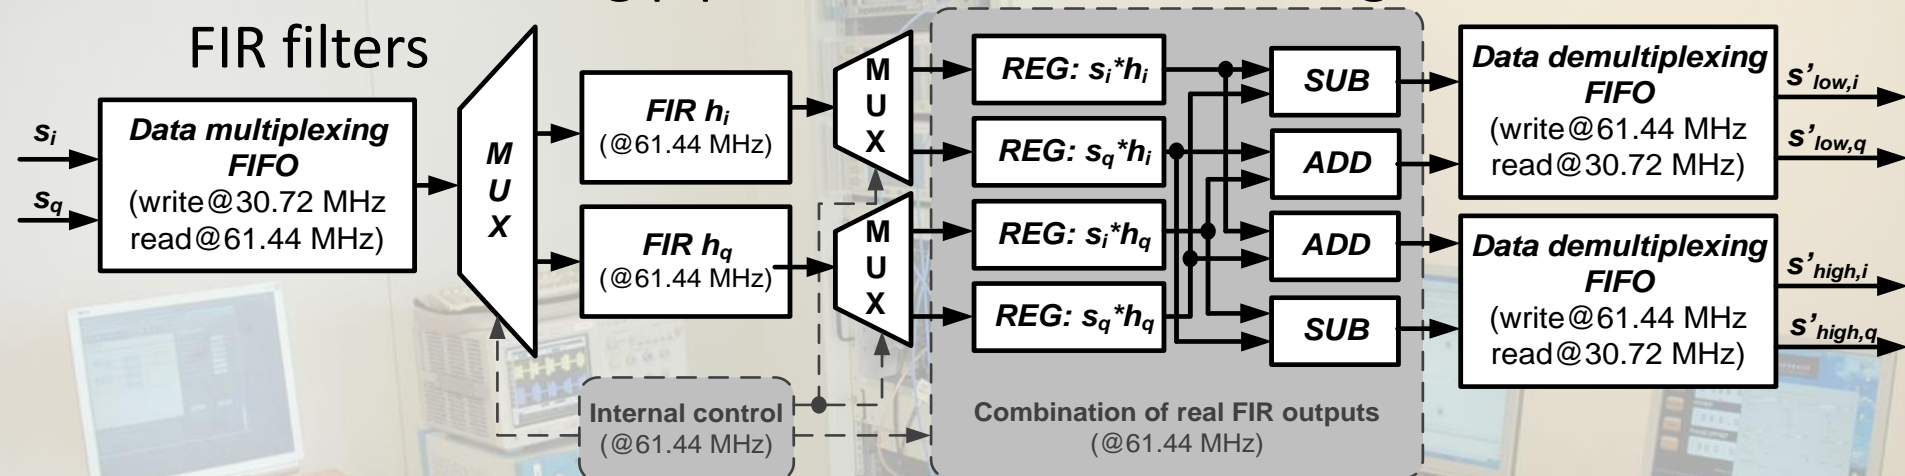 FIR filters
s_i
s_q
Data multiplexing
FIFO
(write@30.72 MHz
read@61.44 MHz)
M
U
X
FIR h_i
(@61.44 MHz)
FIR h_q
(@61.44 MHz)
M
U
X
M
U
X
Internal control
(@61.44 MHz)
REG: s_i*h_i
REG: s_q*h_i
REG: s_i*h_q
REG: s_q*h_q
SUB
ADD
ADD
SUB
Combination of real FIR outputs
(@61.44 MHz)
Data demultiplexing
FIFO
(write@61.44 MHz
read@30.72 MHz)
Data demultiplexing
FIFO
(write@61.44 MHz
read@30.72 MHz)
s'_low,i
s'_low,q
s'_high,i
s'_high,q